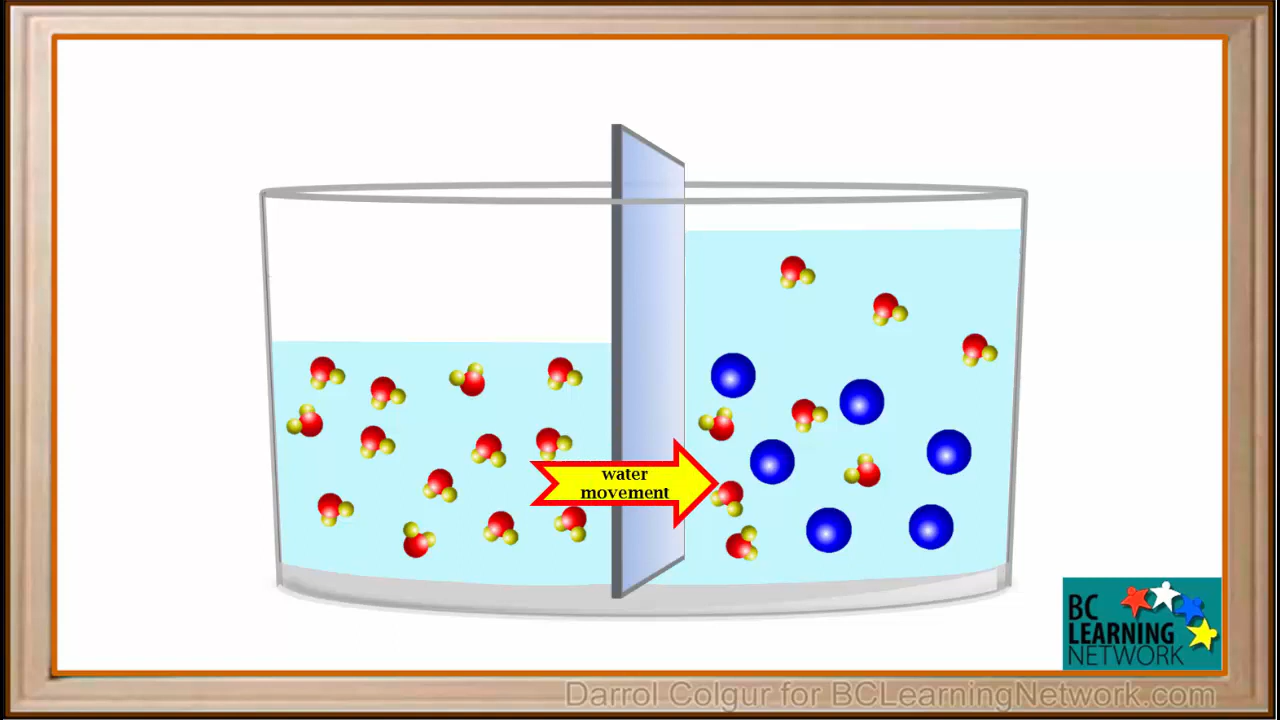 water
movement
BC
LEARNING
NETWORK
Darrol Colgur for BCLearningNetwork.com